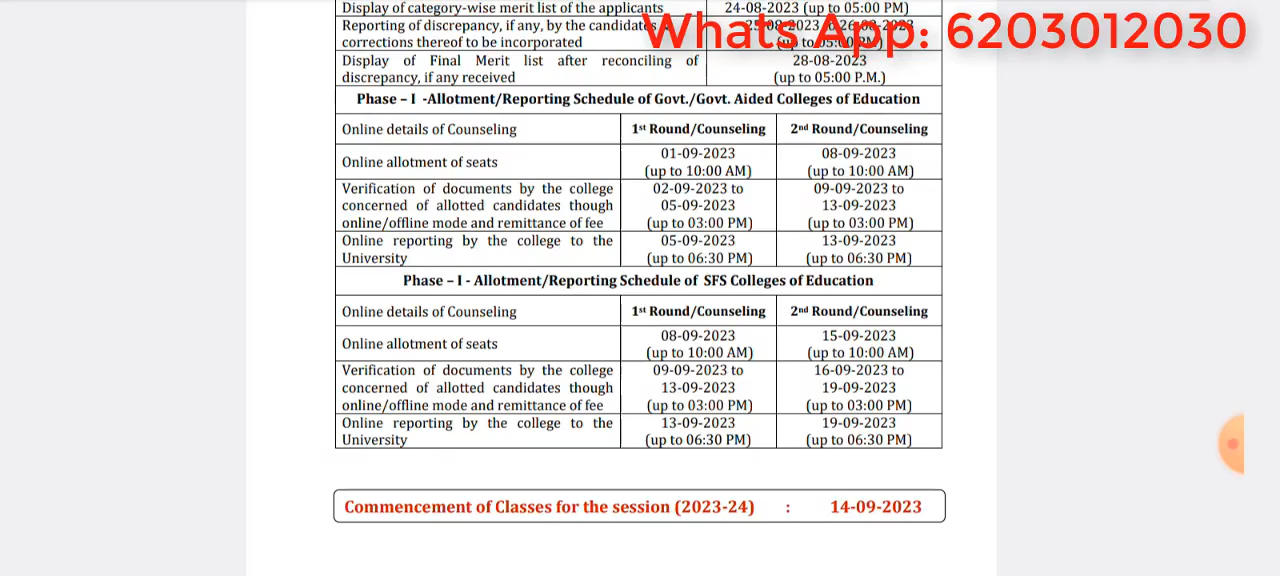 Display of category-wise merit list of the applicants 24-08-2023 (up to 05:00 PM)
Whats App: 6203012030
Reporting of discrepancy, if any, by the candidates
corrections thereof to be incorporated
Display of Final Merit list after reconciling of 28-08-2023
discrepancy, if any received (up to 05:00 P.M.)
Phase – I -Allotment/Reporting Schedule of Govt./Govt. Aided Colleges of Education
Online details of Counseling 1st Round/Counseling 2nd Round/Counseling
Online allotment of seats 01-09-2023 (up to 10:00 AM) 08-09-2023 (up to 10:00 AM)
Verification of documents by the college 02-09-2023 to 09-09-2023 to
concerned of allotted candidates though 05-09-2023 13-09-2023
online/offline mode and remittance of fee (up to 03:00 PM) (up to 03:00 PM)
Online reporting by the college to the 05-09-2023 13-09-2023
University (up to 06:30 PM) (up to 06:30 PM)
Phase – I - Allotment/Reporting Schedule of SFS Colleges of Education
Online details of Counseling 1st Round/Counseling 2nd Round/Counseling
Online allotment of seats 08-09-2023 (up to 10:00 AM) 15-09-2023 (up to 10:00 AM)
Verification of documents by the college 09-09-2023 to 16-09-2023 to
concerned of allotted candidates though 13-09-2023 19-09-2023
online/offline mode and remittance of fee (up to 03:00 PM) (up to 03:00 PM)
Online reporting by the college to the 13-09-2023 19-09-2023
University (up to 06:30 PM) (up to 06:30 PM)
Commencement of Classes for the session (2023-24) : 14-09-2023